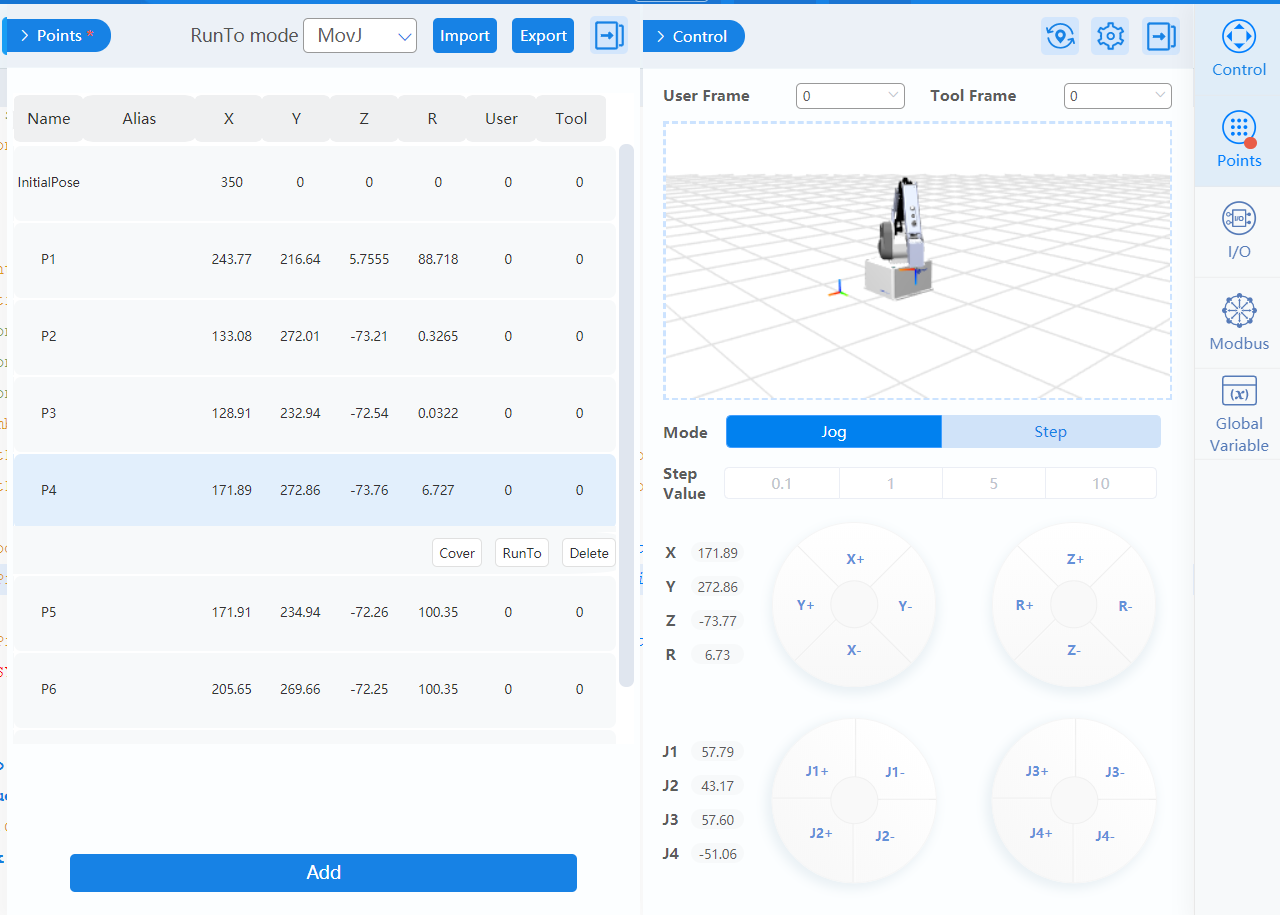 Points *
RunTo mode MovJ Import Export
Control
Name Alias X Y Z R User Tool
InitialPose 350 0 0 0 0 0
P1 243.77 216.64 5.7555 88.718 0 0
P2 133.08 272.01 -73.21 0.3265 0 0
P3 128.91 232.94 -72.54 0.0322 0 0
P4 171.89 272.86 -73.76 6.727 0 0
Cover RunTo Delete
P5 171.91 234.94 -72.26 100.35 0 0
P6 205.65 269.66 -72.25 100.35 0 0
Add
User Frame 0 Tool Frame 0
Mode Jog Step
Step
Value 0.1 1 5 10
X 171.89
Y 272.86
Z -73.77
R 6.73
X+
Y+ Y-
X-
Z+
R+ R-
Z-
J1 57.79
J2 43.17
J3 57.60
J4 -51.06
J1+ J1-
J2+ J2-
J3+ J3-
J4+ J4-
Control
Points
I/O
I/O
Modbus
(x)
Global
Variable